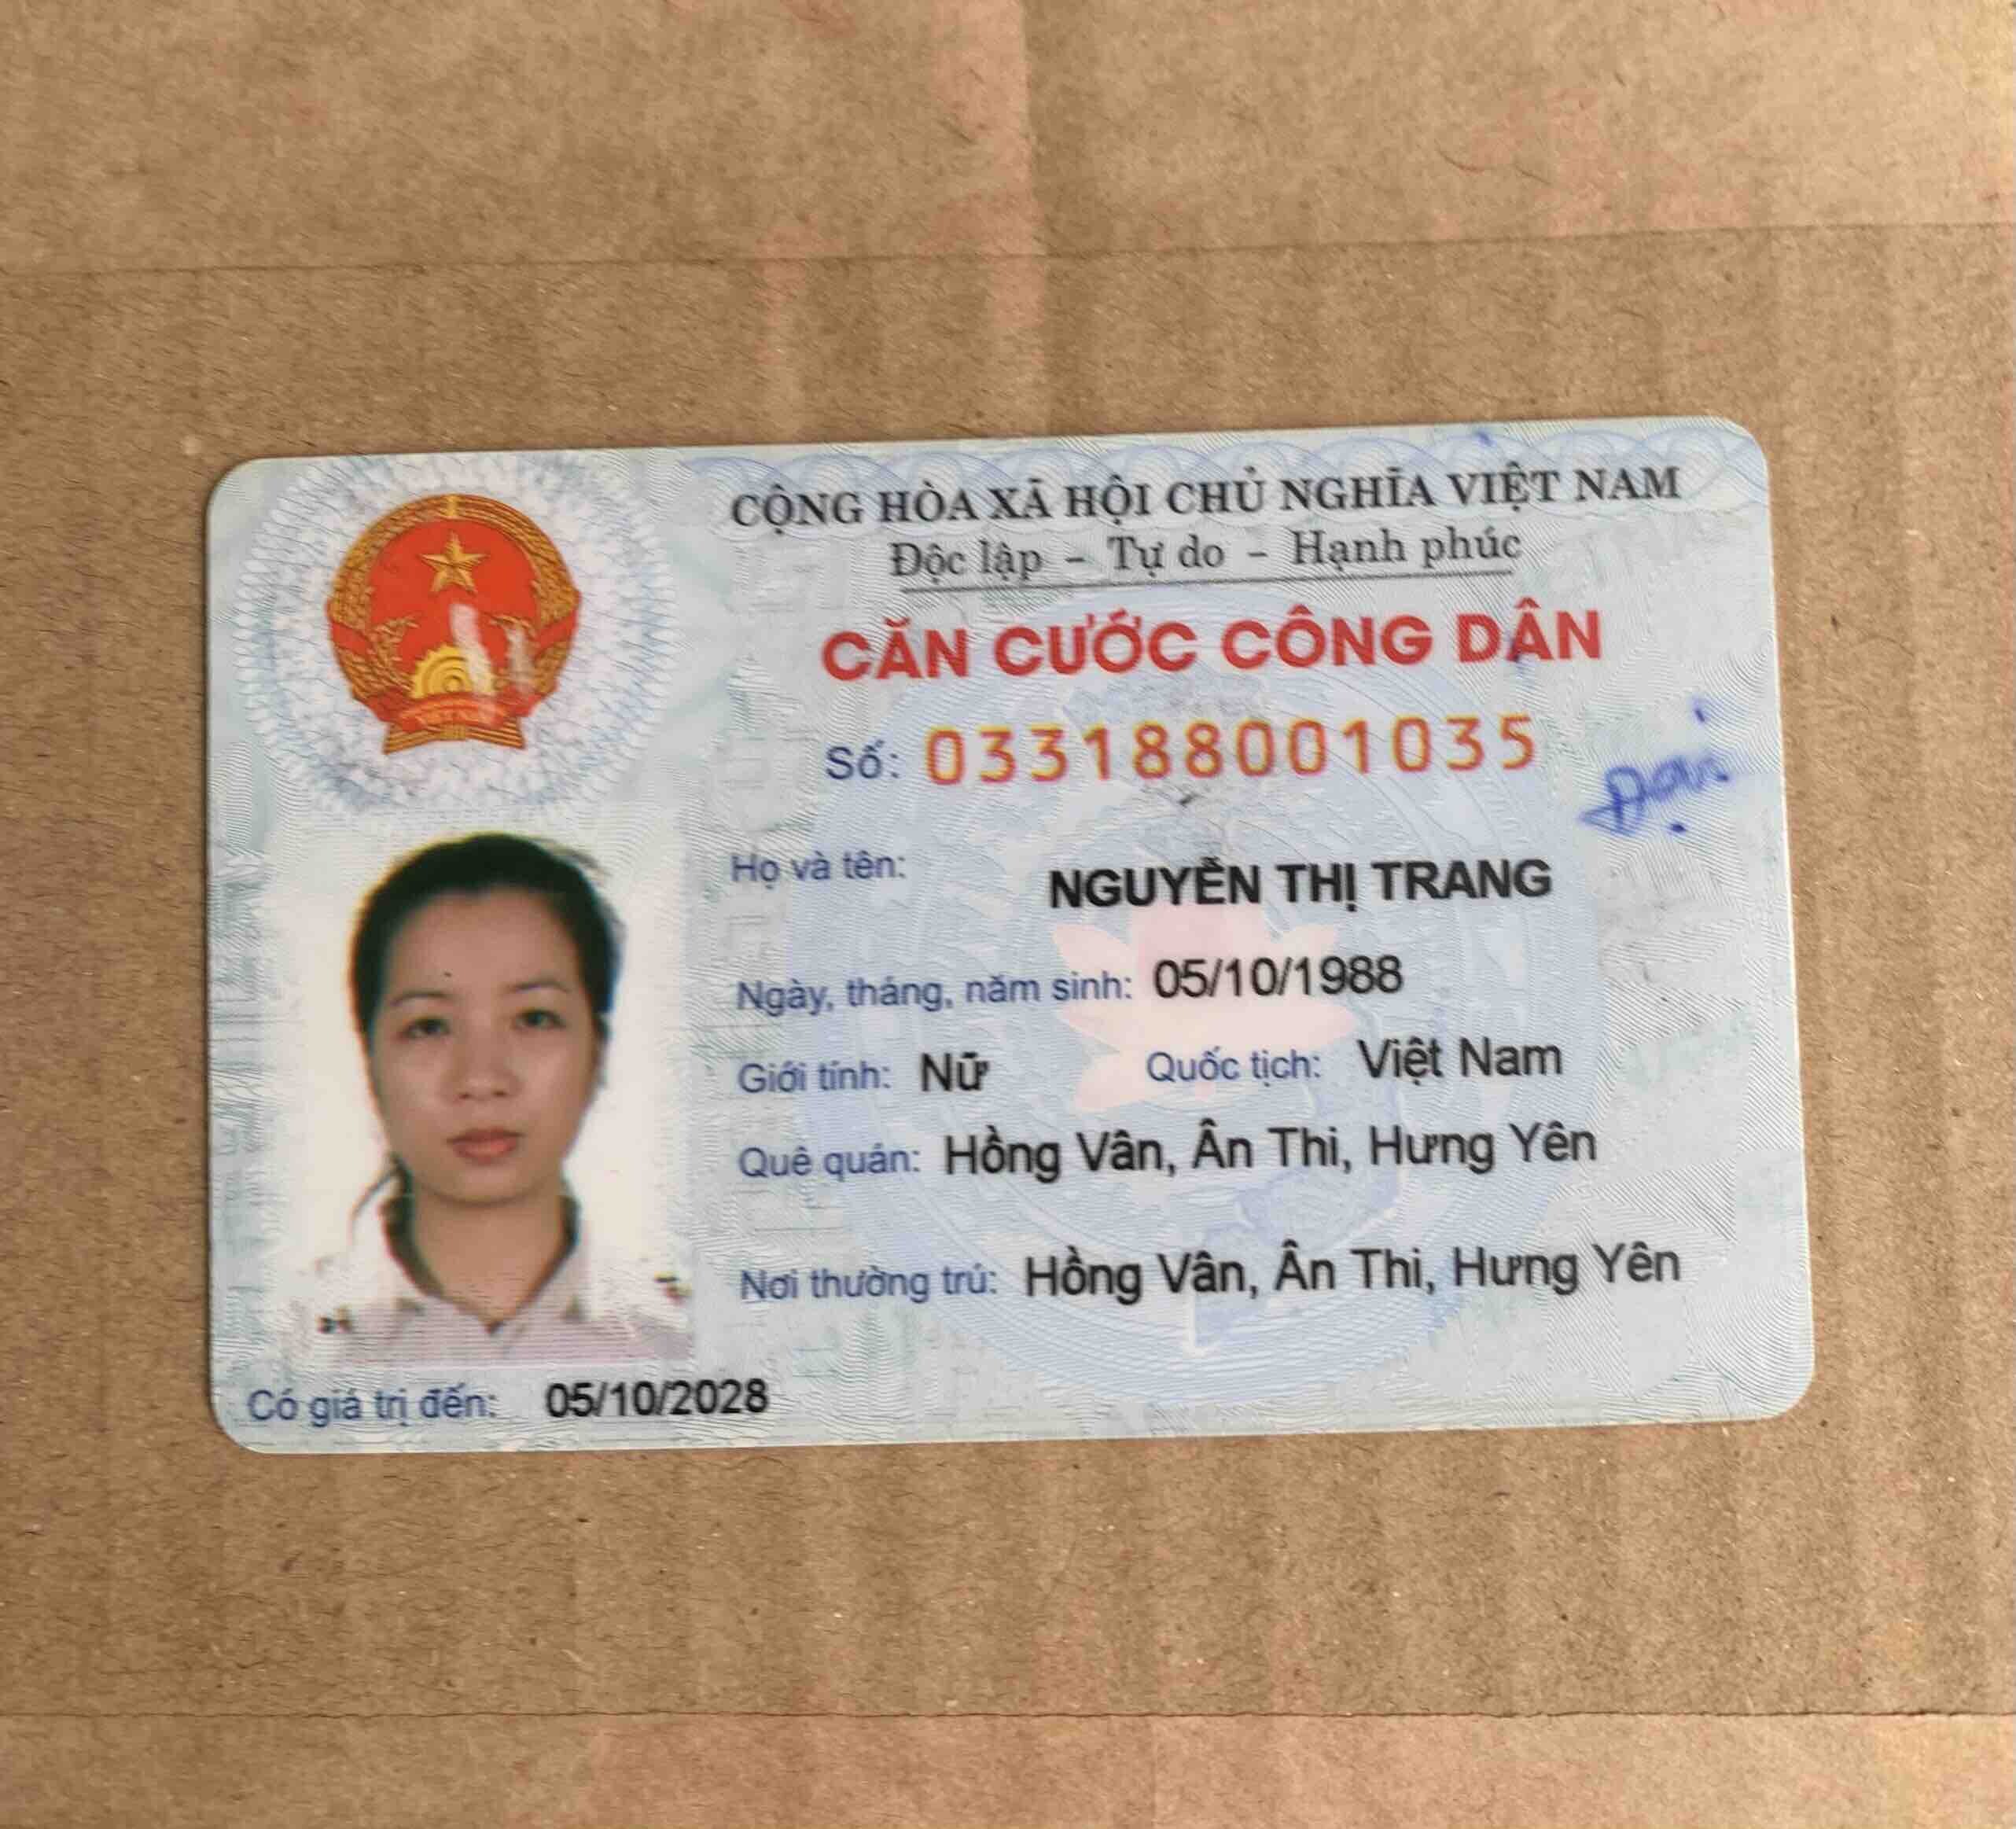 CỘNG HÒA XÃ HỘI CHỦ NGHĨA VIỆT NAM
Độc lập - Tự do - Hạnh phúc
CĂN CƯỚC CÔNG DÂN
Số: 033188001035
Đại
Họ và tên: NGUYỄN THỊ TRANG
Ngày, tháng, năm sinh: 05/10/1988
Giới tính: Nữ Quốc tịch: Việt Nam
Quê quán: Hồng Vân, Ân Thi, Hưng Yên
Nơi thường trú: Hồng Vân, Ân Thi, Hưng Yên
Có giá trị đến: 05/10/2028